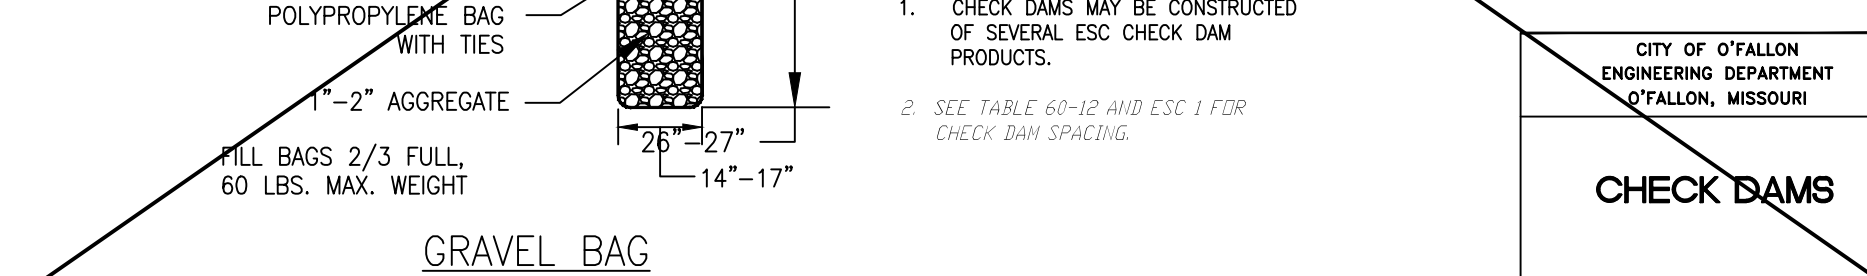 POLYPROPYLENE BAG
WITH TIES
1"-2" AGGREGATE
FILL BAGS 2/3 FULL,
60 LBS. MAX. WEIGHT
26"-27"
14"-17"
GRAVEL BAG
1. CHECK DAMS MAY BE CONSTRUCTED
OF SEVERAL ESC CHECK DAM
PRODUCTS.
2. SEE TABLE 60-12 AND ESC 1 FOR
CHECK DAM SPACING.
CITY OF O'FALLON
ENGINEERING DEPARTMENT
O'FALLON, MISSOURI
CHECK DAMS